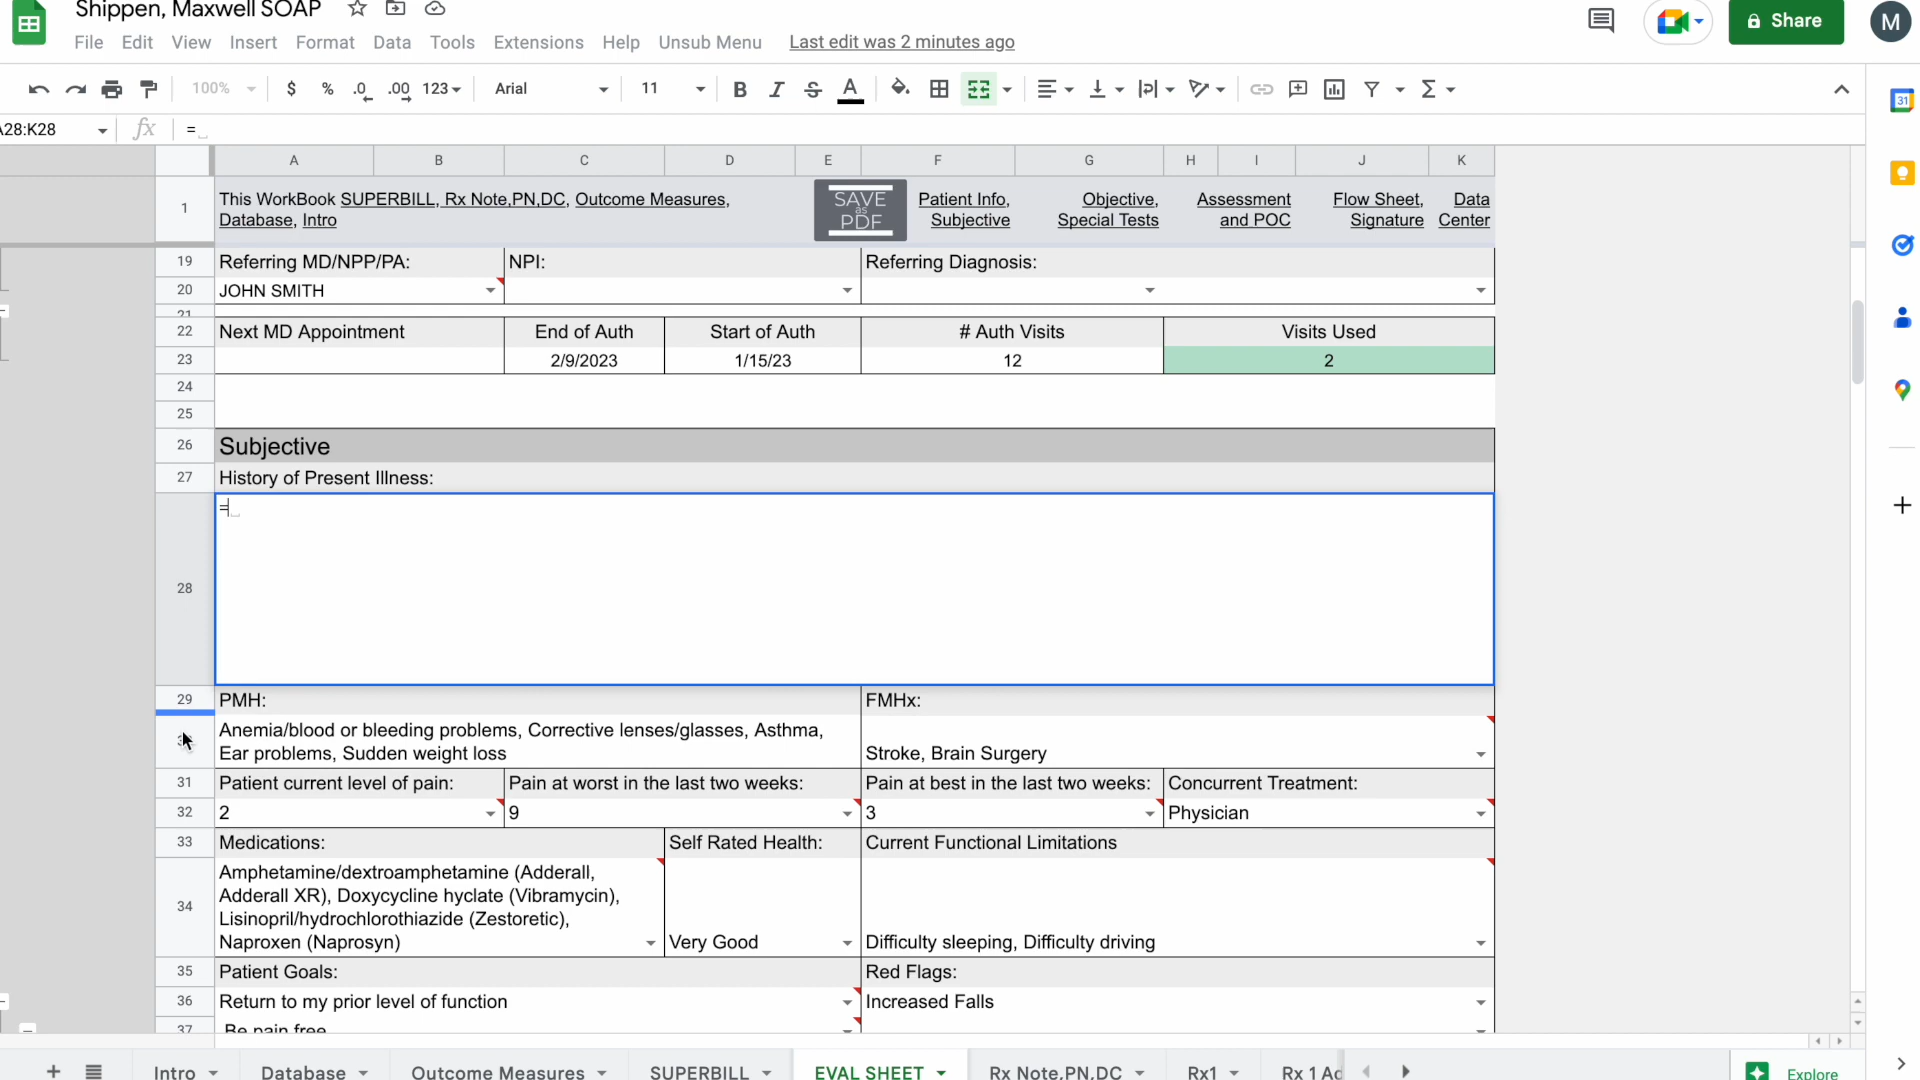 Shippen, Maxwell SOAP
File Edit View Insert Format Data Tools Extensions Help Unsub Menu Last edit was 2 minutes ago
Share
M
100% $ % .0 .00 123 Arial 11 B I S A Σ
A28:K28 fx =
A B C D E F G H I J K
1 This WorkBook SUPERBILL, Rx Note,PN,DC, Outcome Measures,
Database, Intro
SAVE
as
PDF
Patient Info,
Subjective
Objective,
Special Tests
Assessment
and POC
Flow Sheet,
Signature
Data
Center
19 Referring MD/NPP/PA: NPI: Referring Diagnosis:
20 JOHN SMITH
21
22 Next MD Appointment End of Auth Start of Auth # Auth Visits Visits Used
23 2/9/2023 1/15/23 12 2
24
25
26 Subjective
27 History of Present Illness:
28 =
29 PMH: FMHx:
Anemia/blood or bleeding problems, Corrective lenses/glasses, Asthma,
Ear problems, Sudden weight loss Stroke, Brain Surgery
31 Patient current level of pain: Pain at worst in the last two weeks: Pain at best in the last two weeks: Concurrent Treatment:
32 2 9 3 Physician
33 Medications: Self Rated Health: Current Functional Limitations
34 Amphetamine/dextroamphetamine (Adderall,
Adderall XR), Doxycycline hyclate (Vibramycin),
Lisinopril/hydrochlorothiazide (Zestoretic),
Naproxen (Naprosyn) Very Good Difficulty sleeping, Difficulty driving
35 Patient Goals: Red Flags:
36 Return to my prior level of function Increased Falls
37 Be pain free
31
Intro Database Outcome Measures SUPERBILL EVAL SHEET Rx Note,PN,DC Rx1 Rx 1 Ad Explore